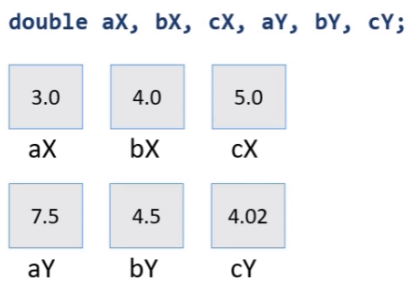 double aX, bX, cX, aY, bY, cY;
3.0 4.0 5.0
aX bX cX
7.5 4.5 4.02
aY bY cY